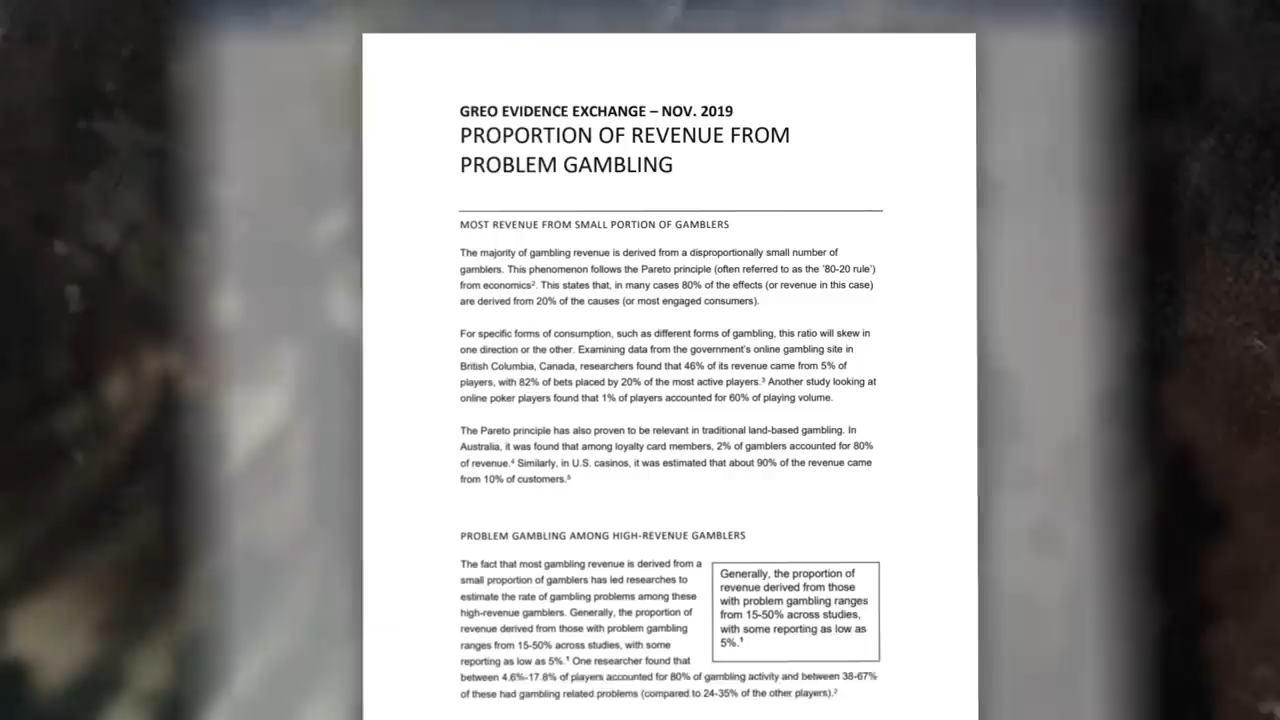 GREO EVIDENCE EXCHANGE – NOV. 2019
PROPORTION OF REVENUE FROM
PROBLEM GAMBLING
MOST REVENUE FROM SMALL PORTION OF GAMBLERS
The majority of gambling revenue is derived from a disproportionally small number of
gamblers. This phenomenon follows the Pareto principle (often referred to as the '80-20 rule')
from economics². This states that, in many cases 80% of the effects (or revenue in this case)
are derived from 20% of the causes (or most engaged consumers).
For specific forms of consumption, such as different forms of gambling, this ratio will skew in
one direction or the other. Examining data from the government's online gambling site in
British Columbia, Canada, researchers found that 46% of its revenue came from 5% of
players, with 82% of bets placed by 20% of the most active players.³ Another study looking at
online poker players found that 1% of players accounted for 60% of playing volume.
The Pareto principle has also proven to be relevant in traditional land-based gambling. In
Australia, it was found that among loyalty card members, 2% of gamblers accounted for 80%
of revenue.⁴ Similarly, in U.S. casinos, it was estimated that about 90% of the revenue came
from 10% of customers.⁵
PROBLEM GAMBLING AMONG HIGH-REVENUE GAMBLERS
The fact that most gambling revenue is derived from a
small proportion of gamblers has led researches to
estimate the rate of gambling problems among these
high-revenue gamblers. Generally, the proportion of
revenue derived from those with problem gambling
ranges from 15-50% across studies, with some
reporting as low as 5%.¹ One researcher found that
between 4.6%-17.8% of players accounted for 80% of gambling activity and between 38-67%
of these had gambling related problems (compared to 24-35% of the other players).²
Generally, the proportion of
revenue derived from those
with problem gambling ranges
from 15-50% across studies,
with some reporting as low as
5%.¹